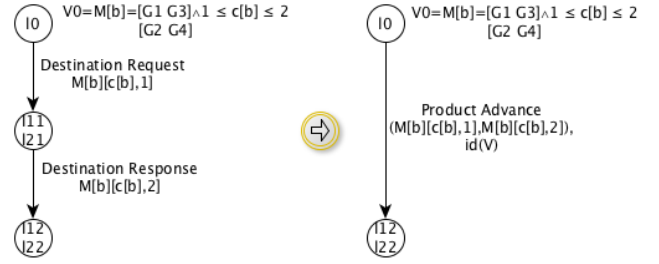 I0
V0=M[b]=[G1 G3]∧1 ≤ c[b] ≤ 2
[G2 G4]
Destination Request
M[b][c[b],1]
I11
I21
Destination Response
M[b][c[b],2]
I12
I22
I0
V0=M[b]=[G1 G3]∧1 ≤ c[b] ≤ 2
[G2 G4]
Product Advance
(M[b][c[b],1],M[b][c[b],2]),
id(V)
I12
I22